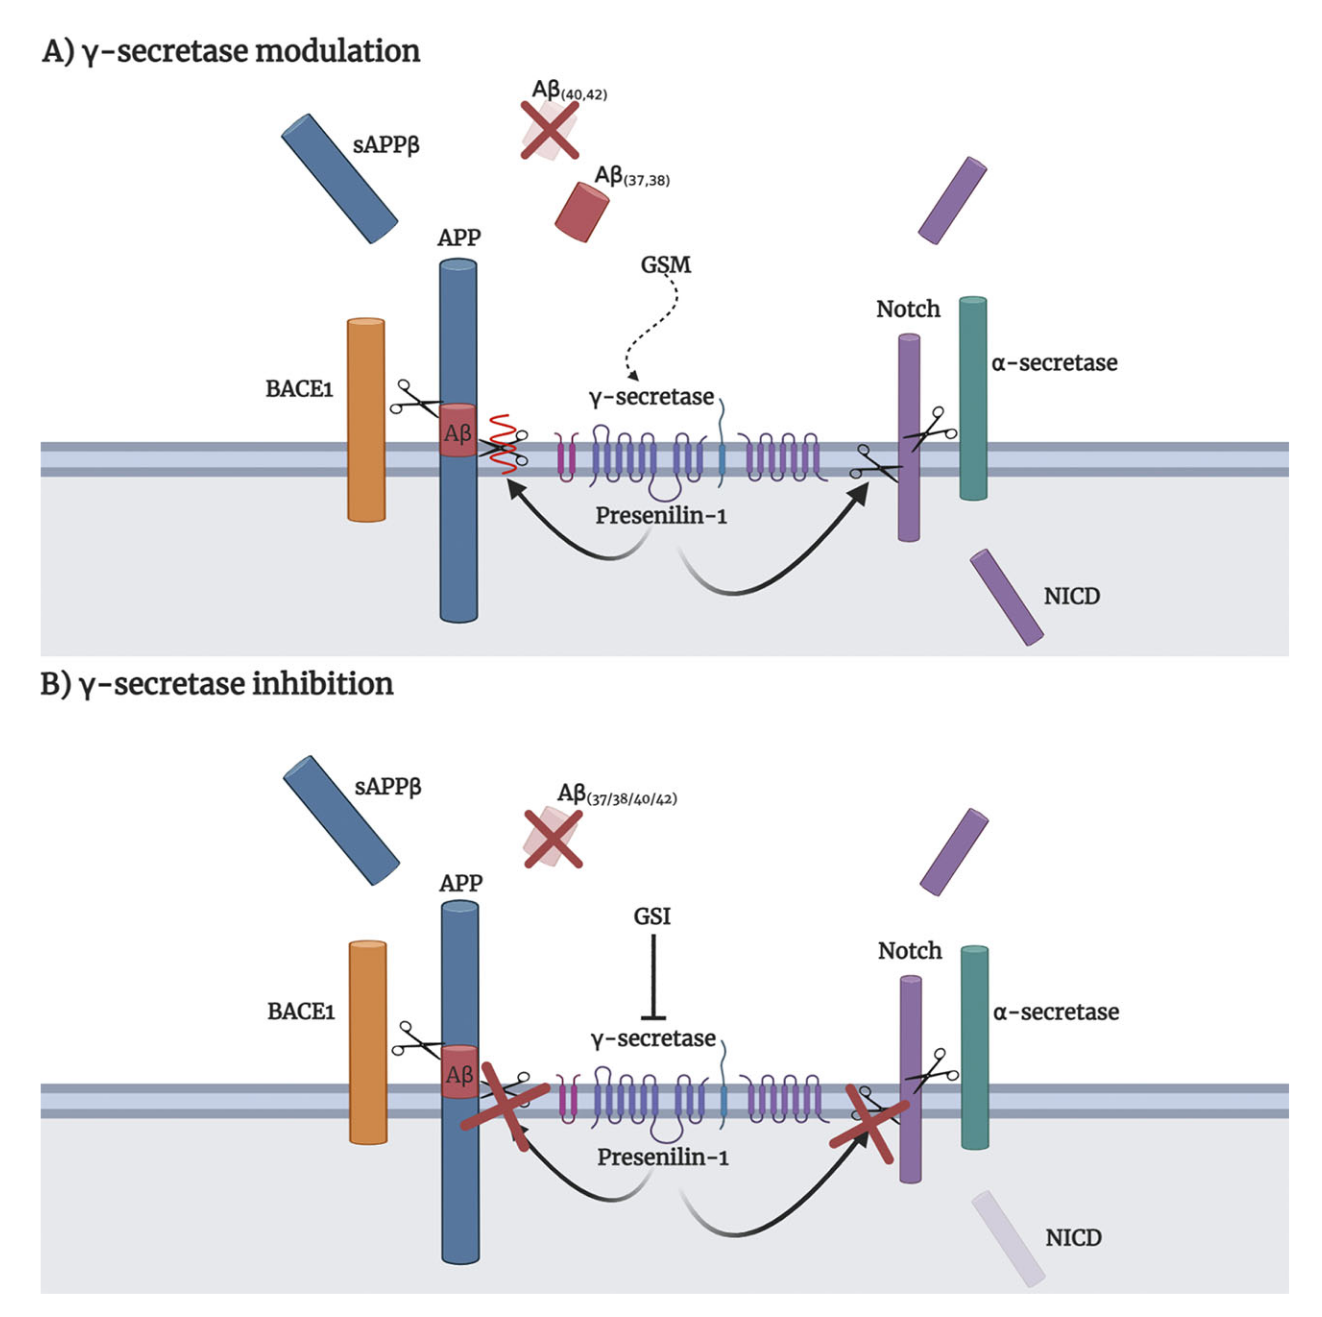 A) γ-secretase modulation
Aβ(40,42)
sAPPβ
Aβ(37,38)
APP
GSM
Notch
α-secretase
BACE1
γ-secretase
Aβ
Presenilin-1
NICD
B) γ-secretase inhibition
sAPPβ
Aβ(37/38/40/42)
APP
GSI
Notch
BACE1
α-secretase
γ-secretase
Aβ
Presenilin-1
NICD